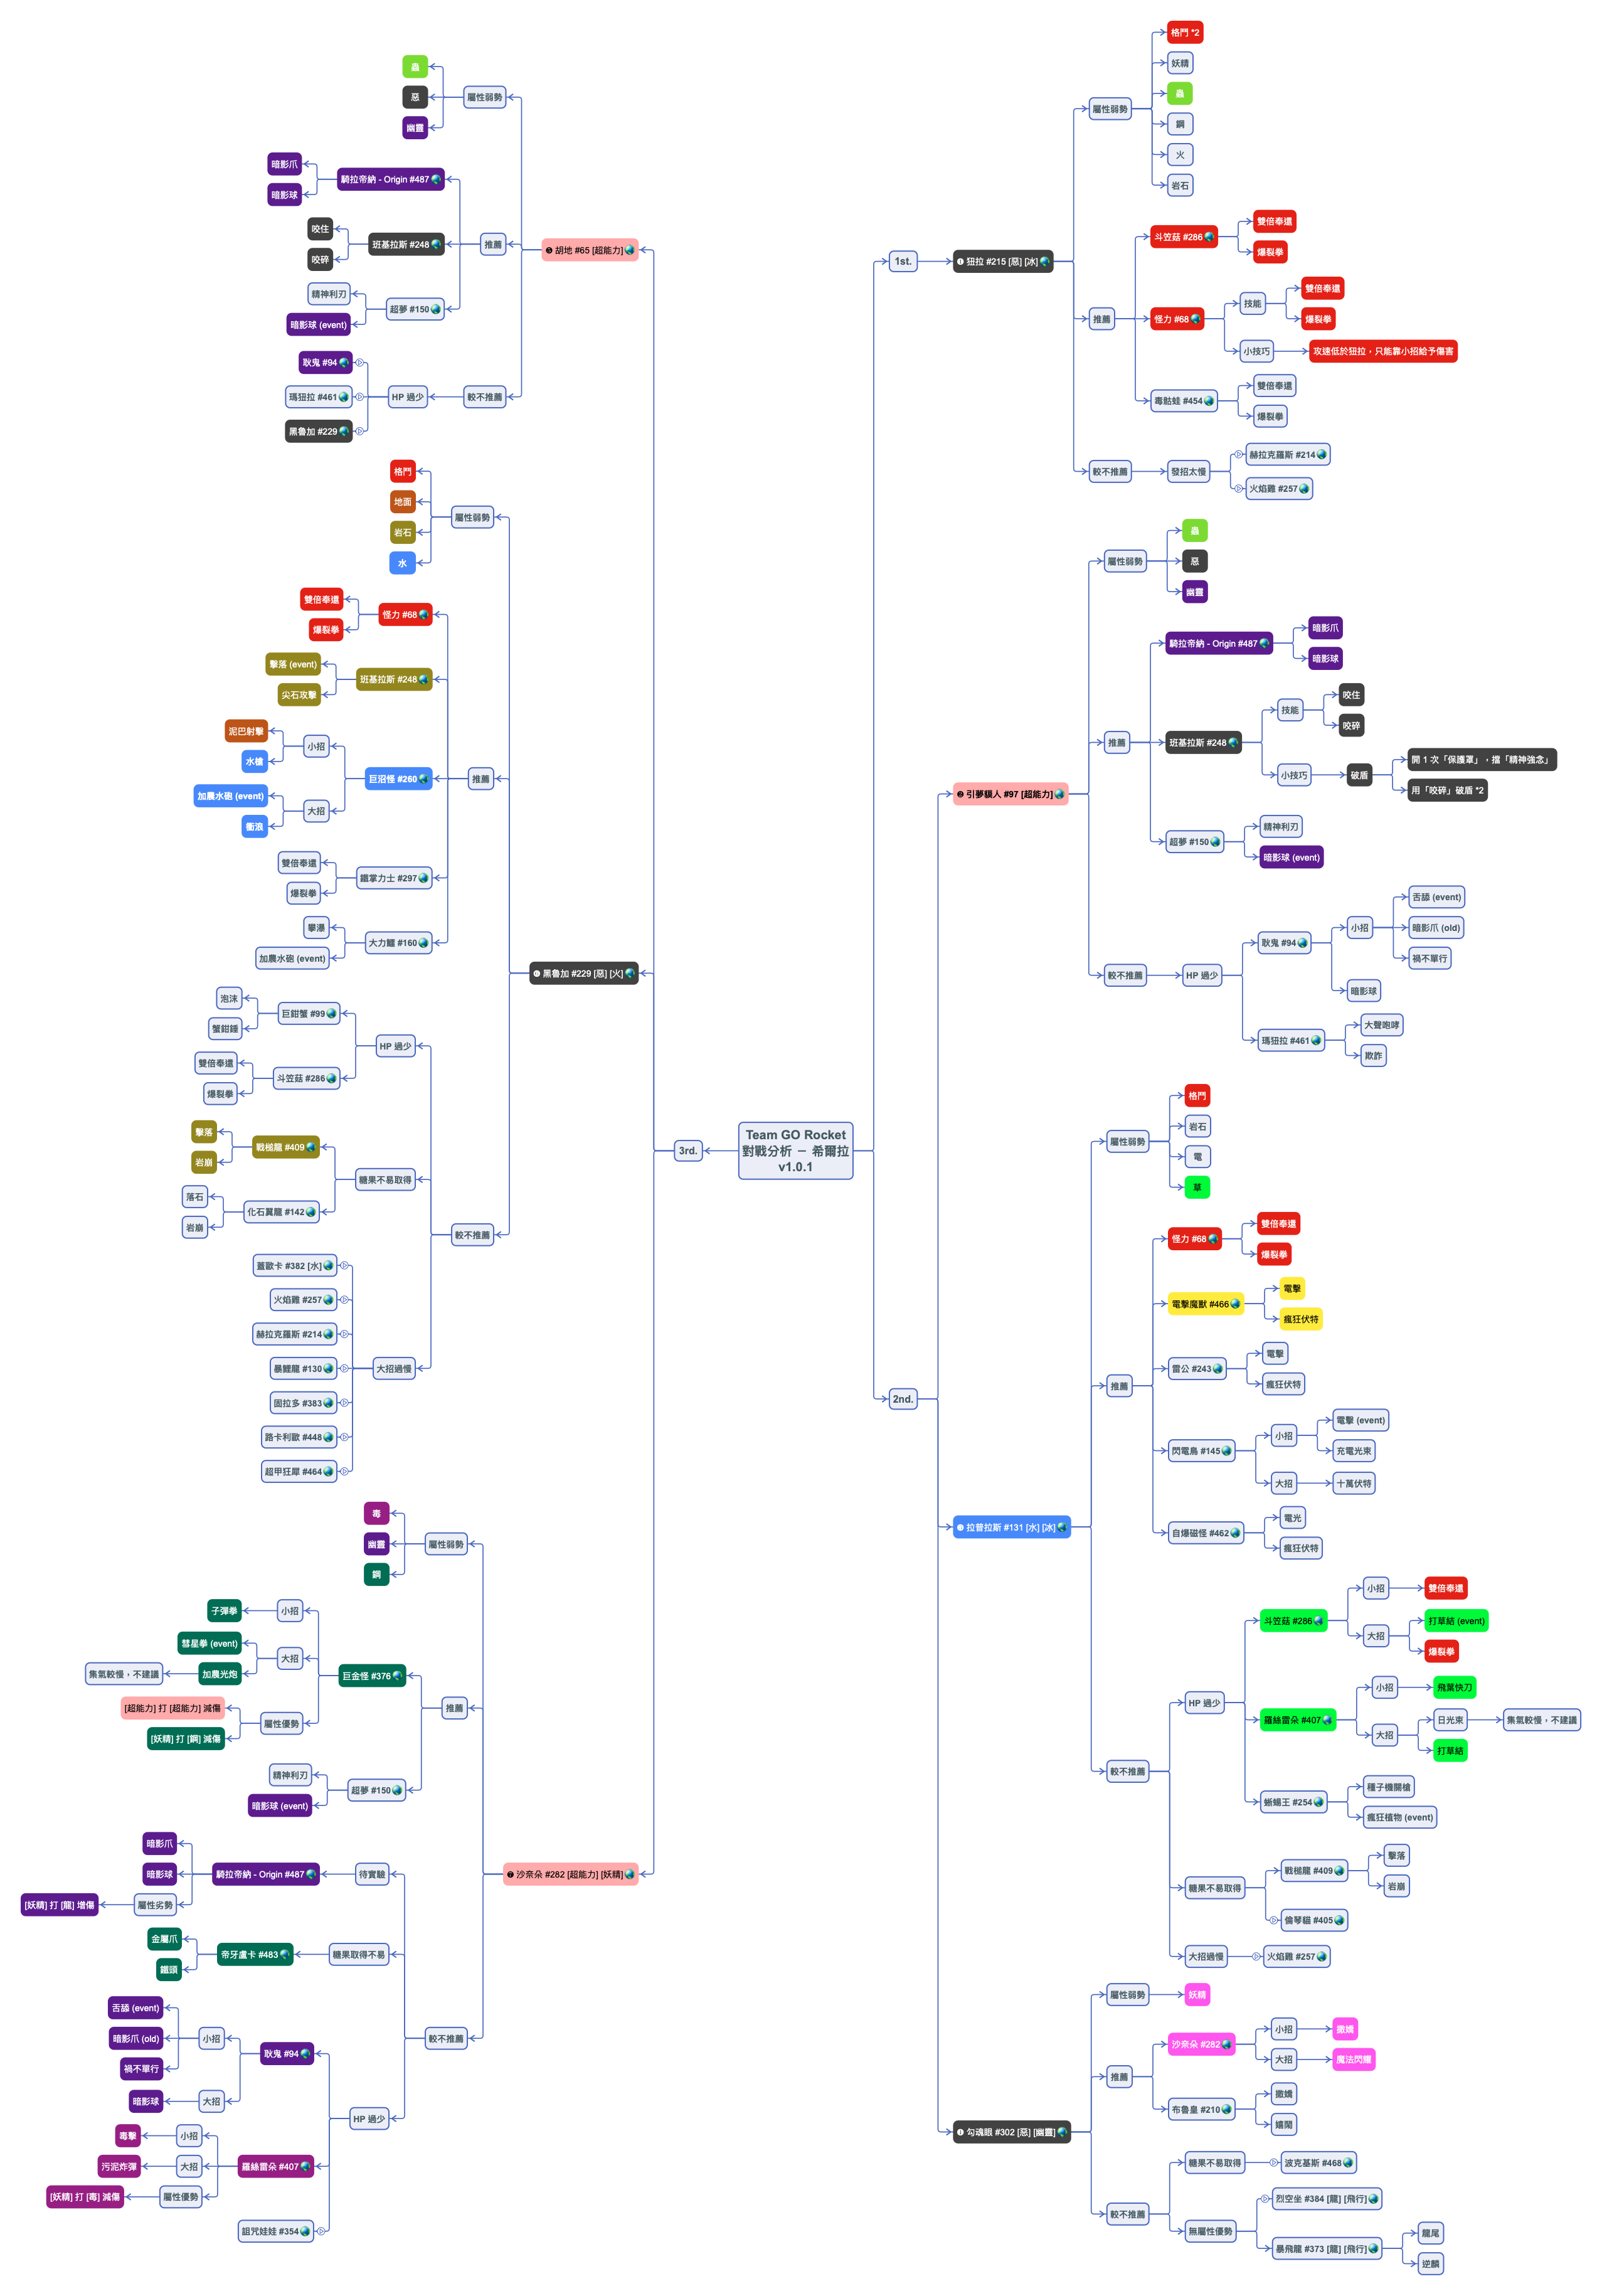 Team GO Rocket
對戰分析 － 希爾拉
v1.0.1
1st.
❶ 狃拉 #215 [惡] [冰]
屬性弱勢
格鬥 *2
妖精
蟲
鋼
火
岩石
推薦
斗笠菇 #286
雙倍奉還
爆裂拳
怪力 #68
技能
雙倍奉還
爆裂拳
小技巧
攻速低於狃拉，只能靠小招給予傷害
毒骷蛙 #454
雙倍奉還
爆裂拳
較不推薦
發招太慢
赫拉克羅斯 #214
火焰雞 #257
2nd.
❷ 引夢貘人 #97 [超能力]
屬性弱勢
蟲
惡
幽靈
推薦
騎拉帝納 - Origin #487
暗影爪
暗影球
班基拉斯 #248
技能
咬住
咬碎
小技巧
破盾
開 1 次「保護罩」，擋「精神強念」
用「咬碎」破盾 *2
超夢 #150
精神利刃
暗影球 (event)
較不推薦
HP 過少
耿鬼 #94
小招
舌舔 (event)
暗影爪 (old)
禍不單行
暗影球
瑪狃拉 #461
大聲咆哮
欺詐
❸ 拉普拉斯 #131 [水] [冰]
屬性弱勢
格鬥
岩石
電
草
推薦
怪力 #68
雙倍奉還
爆裂拳
電擊魔獸 #466
電擊
瘋狂伏特
雷公 #243
電擊
瘋狂伏特
閃電鳥 #145
小招
電擊 (event)
充電光束
大招
十萬伏特
自爆磁怪 #462
電光
瘋狂伏特
較不推薦
HP 過少
斗笠菇 #286
小招
雙倍奉還
大招
打草結 (event)
爆裂拳
羅絲雷朵 #407
小招
飛葉快刀
大招
日光束
集氣較慢，不建議
打草結
蜥蜴王 #254
種子機關槍
瘋狂植物 (event)
糖果不易取得
戰槌龍 #409
擊落
岩崩
倫琴貓 #405
大招過慢
火焰雞 #257
❹ 勾魂眼 #302 [惡] [幽靈]
屬性弱勢
妖精
推薦
沙奈朵 #282
小招
撒嬌
大招
魔法閃耀
布魯皇 #210
撒嬌
嬉鬧
較不推薦
糖果不易取得
波克基斯 #468
無屬性優勢
烈空坐 #384 [龍] [飛行]
暴飛龍 #373 [龍] [飛行]
龍尾
逆鱗
3rd.
❺ 胡地 #65 [超能力]
屬性弱勢
蟲
惡
幽靈
推薦
騎拉帝納 - Origin #487
暗影爪
暗影球
班基拉斯 #248
咬住
咬碎
超夢 #150
精神利刃
暗影球 (event)
較不推薦
HP 過少
耿鬼 #94
瑪狃拉 #461
黑魯加 #229
❻ 黑魯加 #229 [惡] [火]
屬性弱勢
格鬥
地面
岩石
水
推薦
怪力 #68
雙倍奉還
爆裂拳
班基拉斯 #248
擊落 (event)
尖石攻擊
巨沼怪 #260
小招
泥巴射擊
水槍
大招
加農水砲 (event)
衝浪
鐵掌力士 #297
雙倍奉還
爆裂拳
大力鱷 #160
攀瀑
加農水砲 (event)
較不推薦
HP 過少
巨鉗蟹 #99
泡沫
蟹鉗錘
斗笠菇 #286
雙倍奉還
爆裂拳
糖果不易取得
戰槌龍 #409
擊落
岩崩
化石翼龍 #142
落石
岩崩
大招過慢
蓋歐卡 #382 [水]
火焰雞 #257
赫拉克羅斯 #214
暴鯉龍 #130
固拉多 #383
路卡利歐 #448
超甲狂犀 #464
❼ 沙奈朵 #282 [超能力] [妖精]
屬性弱勢
毒
幽靈
鋼
推薦
巨金怪 #376
小招
子彈拳
大招
彗星拳 (event)
加農光炮
集氣較慢，不建議
屬性優勢
[超能力] 打 [超能力] 減傷
[妖精] 打 [鋼] 減傷
超夢 #150
精神利刃
暗影球 (event)
較不推薦
待實驗
騎拉帝納 - Origin #487
暗影爪
暗影球
屬性劣勢
[妖精] 打 [龍] 增傷
糖果取得不易
帝牙盧卡 #483
金屬爪
鐵頭
HP 過少
耿鬼 #94
小招
舌舔 (event)
暗影爪 (old)
禍不單行
大招
暗影球
羅絲雷朵 #407
小招
毒擊
大招
污泥炸彈
屬性優勢
[妖精] 打 [毒] 減傷
詛咒娃娃 #354